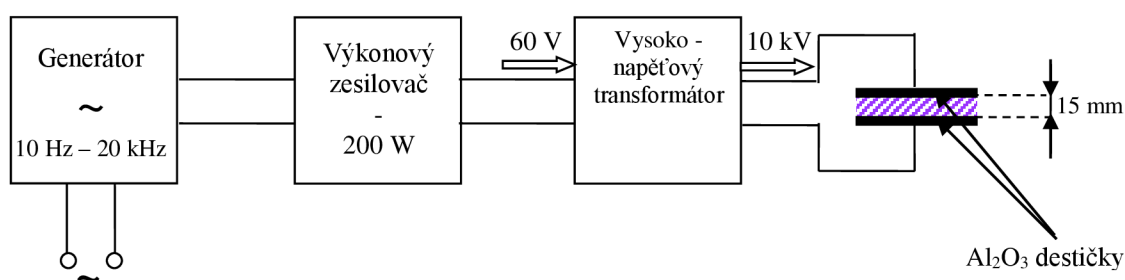 Generátor
~
10 Hz – 20 kHz
~
Výkonový
zesilovač
-
200 W
60 V
Vysoko -
napěťový
transformátor
10 kV
15 mm
Al₂O₃ destičky